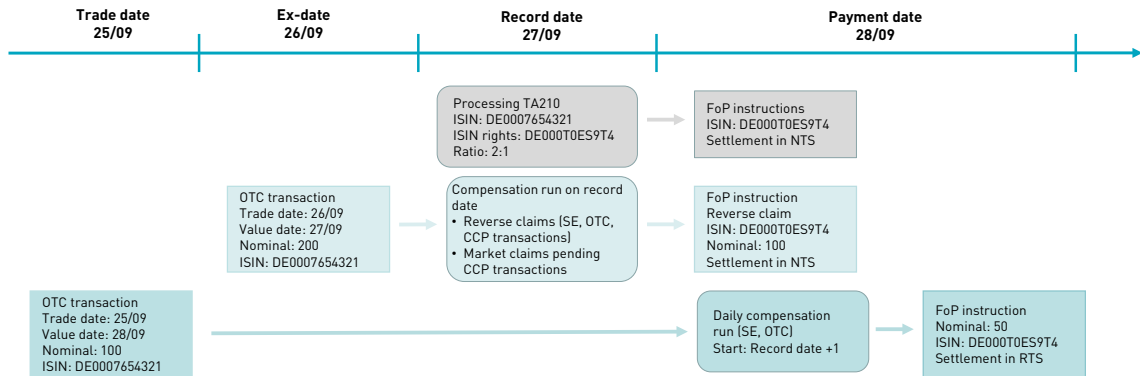 Trade date
25/09
Ex-date
26/09
Record date
27/09
Payment date
28/09
Processing TA210
ISIN: DE0007654321
ISIN rights: DE000T0ES9T4
Ratio: 2:1
FoP instructions
ISIN: DE000T0ES9T4
Settlement in NTS
OTC transaction
Trade date: 26/09
Value date: 27/09
Nominal: 200
ISIN: DE0007654321
Compensation run on record
date
• Reverse claims (SE, OTC,
CCP transactions)
• Market claims pending
CCP transactions
FoP instruction
Reverse claim
ISIN: DE000T0ES9T4
Nominal: 100
Settlement in NTS
OTC transaction
Trade date: 25/09
Value date: 28/09
Nominal: 100
ISIN: DE0007654321
Daily compensation
run (SE, OTC)
Start: Record date +1
FoP instruction
Nominal: 50
ISIN: DE000T0ES9T4
Settlement in RTS